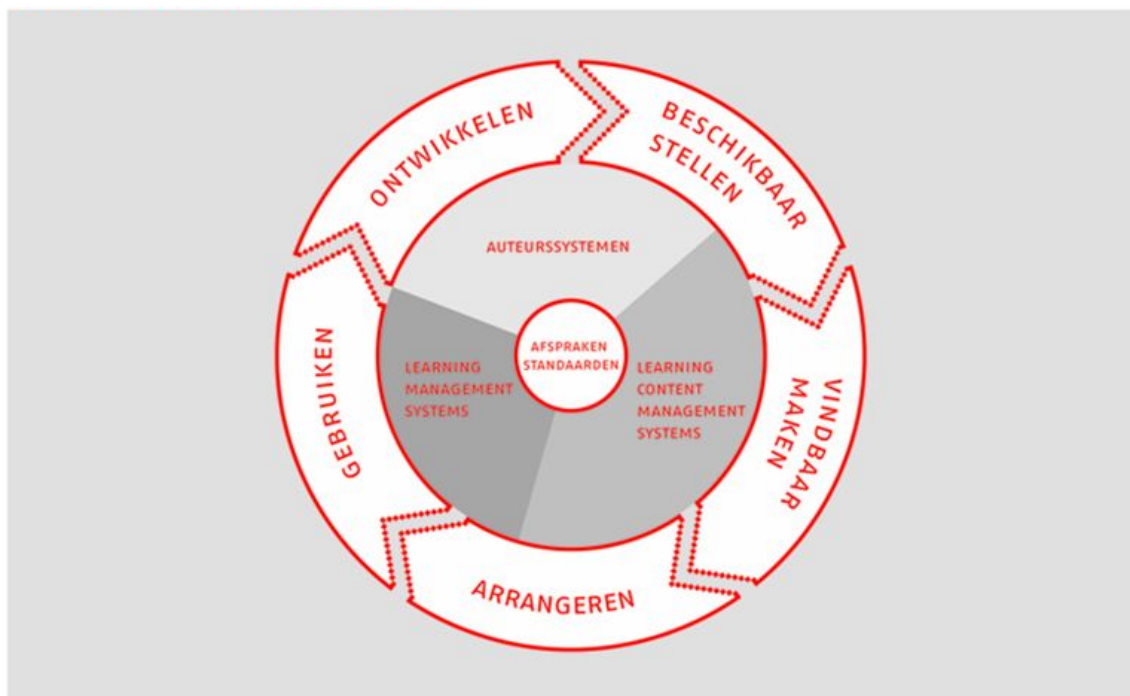 ONTWIKKELEN
BESCHIKBAAR
STELLEN
VINDBAAR
MAKEN
ARRANGEREN
GEBRUIKEN
AUTEURSSYSTEMEN
LEARNING
CONTENT
MANAGEMENT
SYSTEMS
LEARNING
MANAGEMENT
SYSTEMS
AFSPRAKEN
STANDAARDEN